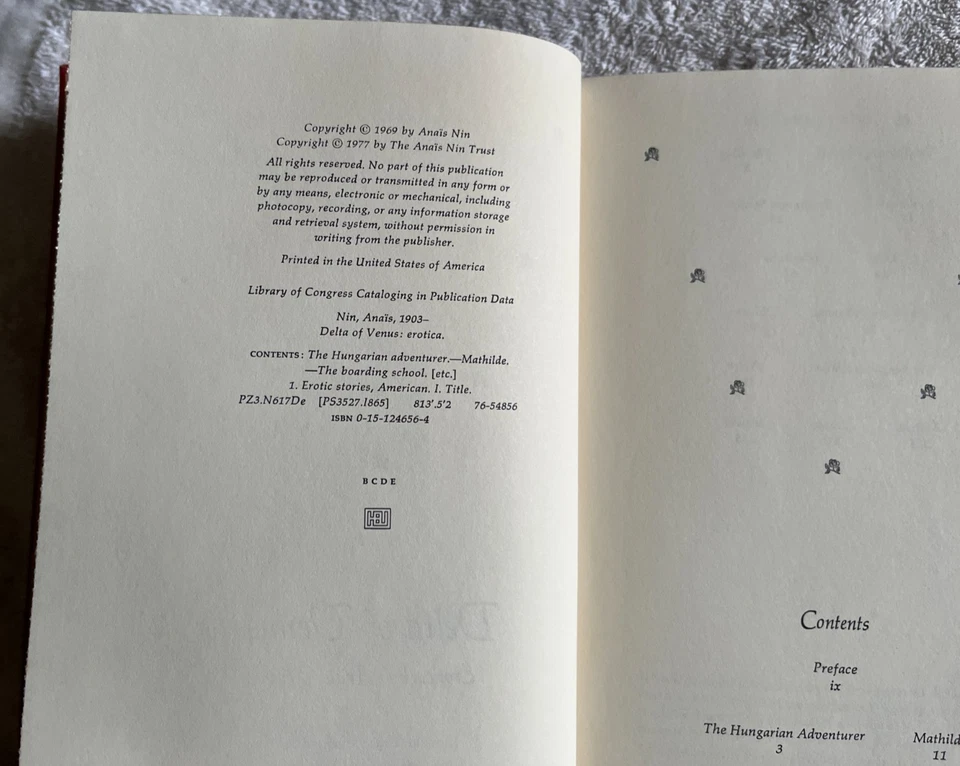 Copyright © 1969 by Anaïs Nin
Copyright © 1977 by The Anaïs Nin Trust
All rights reserved. No part of this publication
may be reproduced or transmitted in any form or
by any means, electronic or mechanical, including
photocopy, recording, or any information storage
and retrieval system, without permission in
writing from the publisher.
Printed in the United States of America
Library of Congress Cataloging in Publication Data
Nin, Anaïs, 1903–
Delta of Venus: erotica.
CONTENTS: The Hungarian adventurer.—Mathilde.
—The boarding school. [etc.]
1. Erotic stories, American. I. Title.
PZ3.N617De [PS3527.I865] 813'.5'2 76-54856
ISBN 0-15-124656-4
B C D E
HBJ
Contents
Preface
ix
The Hungarian Adventurer
3
Mathild
11